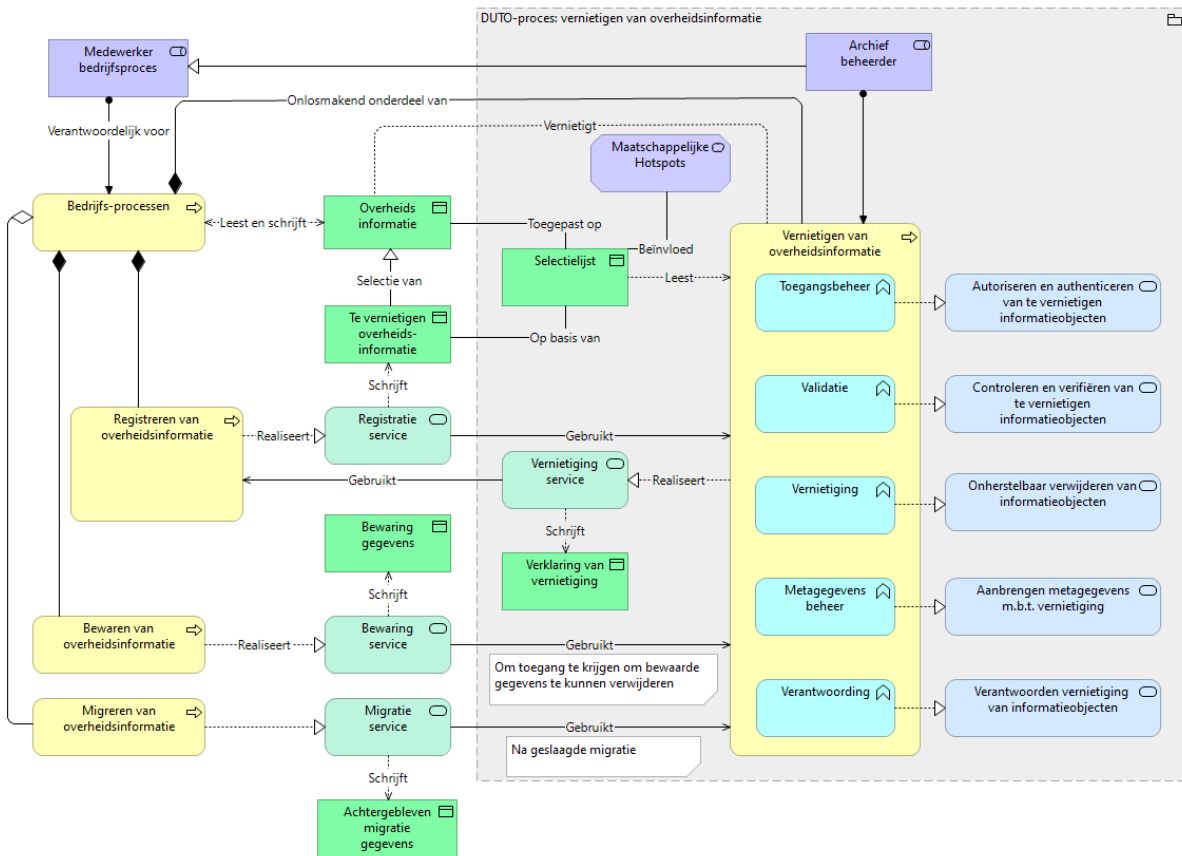 DUTO-proces: vernietigen van overheidsinformatie
Medewerker
bedrijfsproces
Archief
beheerder
Onlosmakend onderdeel van
Verantwoordelijk voor
Vernietigt
Maatschappelijke
Hotspots
Bedrijfs-processen
Leest en schrijft
Overheids
informatie
Toegepast op
Beïnvloed
Vernietigen van
overheidsinformatie
Selectielijst
Leest
Selectie van
Toegangsbeheer
Autoriseren en authenticeren
van te vernietigen
informatieobjecten
Te vernietigen
overheids-
informatie
Op basis van
Schrijft
Validatie
Controleren en verifiëren van
te vernietigen
informatieobjecten
Registreren van
overheidsinformatie
Realiseert
Registratie
service
Gebruikt
Vernietiging
service
Realiseert
Gebruikt
Vernietiging
Onherstelbaar verwijderen van
informatieobjecten
Bewaring
gegevens
Schrijft
Verklaring van
vernietiging
Schrijft
Metagegevens
beheer
Aanbrengen metagegevens
m.b.t. vernietiging
Bewaren van
overheidsinformatie
Realiseert
Bewaring
service
Gebruikt
Om toegang te krijgen om bewaarde
gegevens te kunnen verwijderen
Verantwoording
Verantwoorden vernietiging
van informatieobjecten
Migreren van
overheidsinformatie
Migratie
service
Gebruikt
Na geslaagde migratie
Schrijft
Achtergebleven
migratie
gegevens